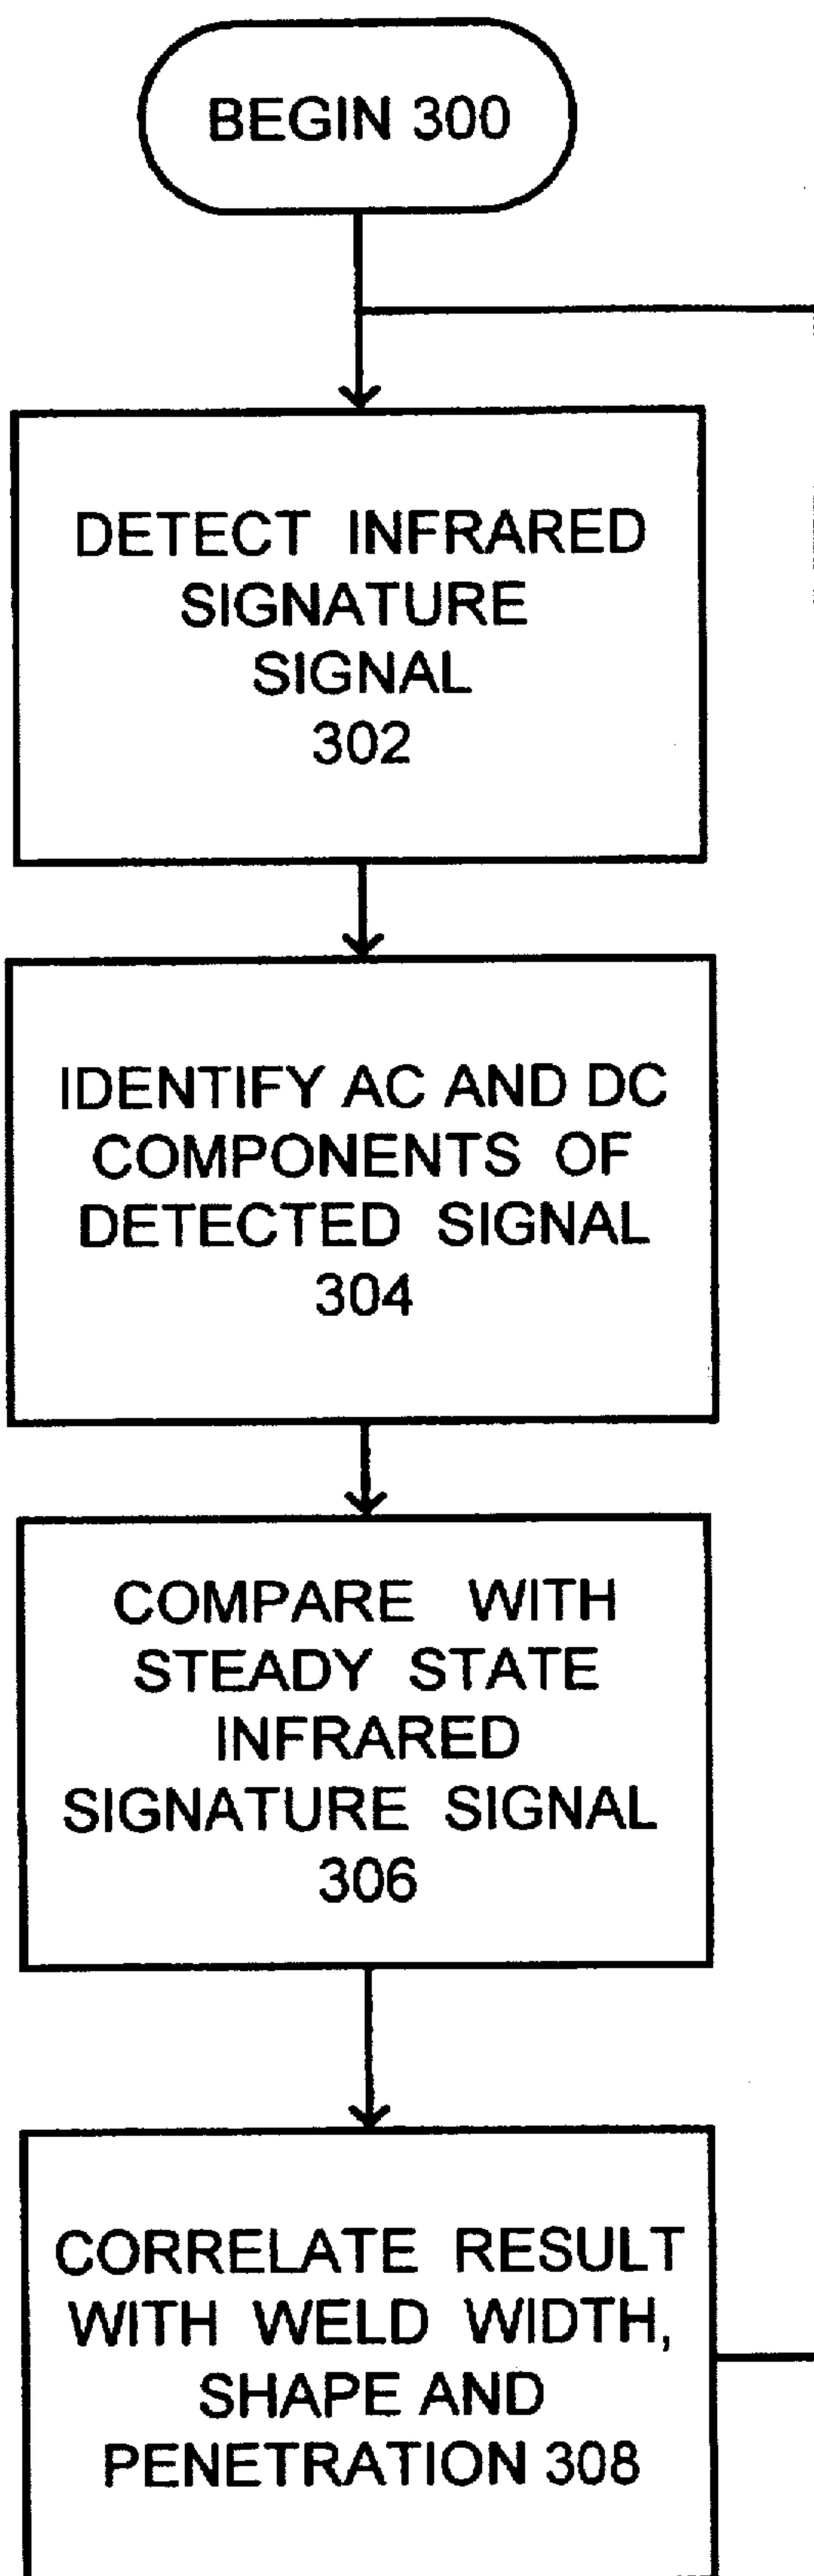 BEGIN 300
DETECT INFRARED
SIGNATURE
SIGNAL
302
IDENTIFY AC AND DC
COMPONENTS OF
DETECTED SIGNAL
304
COMPARE WITH
STEADY STATE
INFRARED
SIGNATURE SIGNAL
306
CORRELATE RESULT
WITH WELD WIDTH,
SHAPE AND
PENETRATION 308